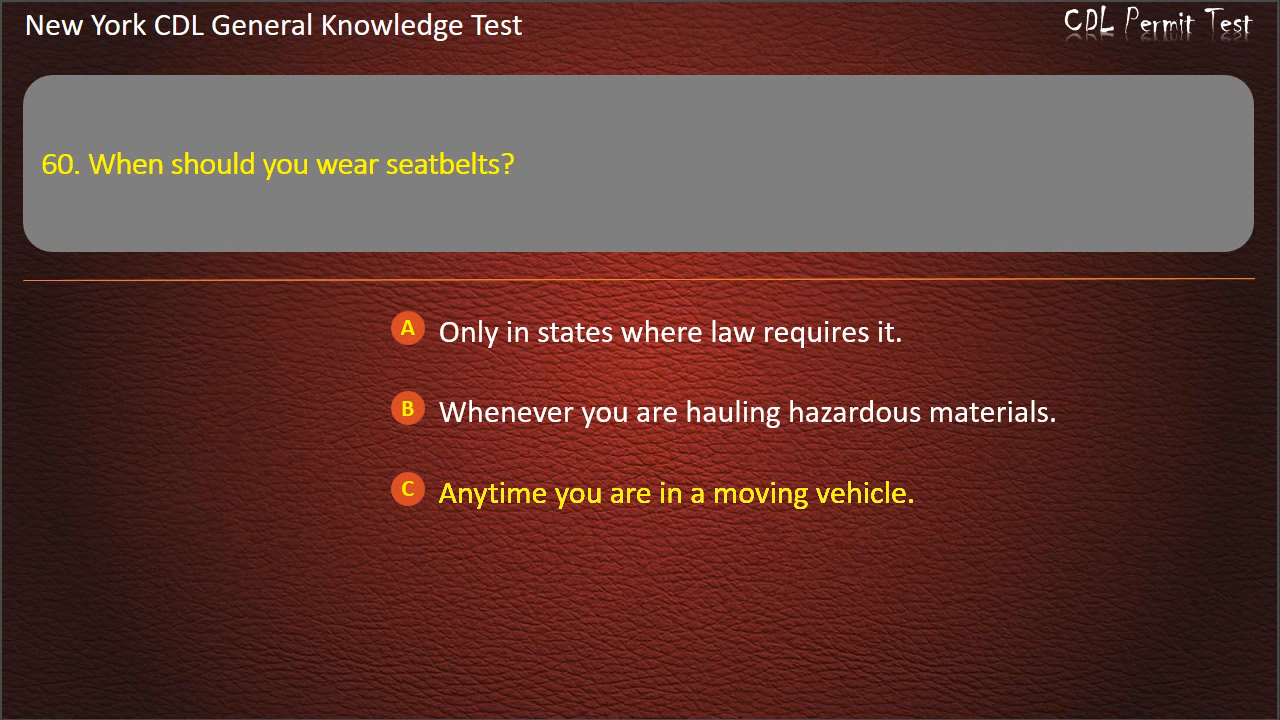 New York CDL General Knowledge Test
CDL Permit Test
60. When should you wear seatbelts?
A Only in states where law requires it.
B Whenever you are hauling hazardous materials.
C Anytime you are in a moving vehicle.